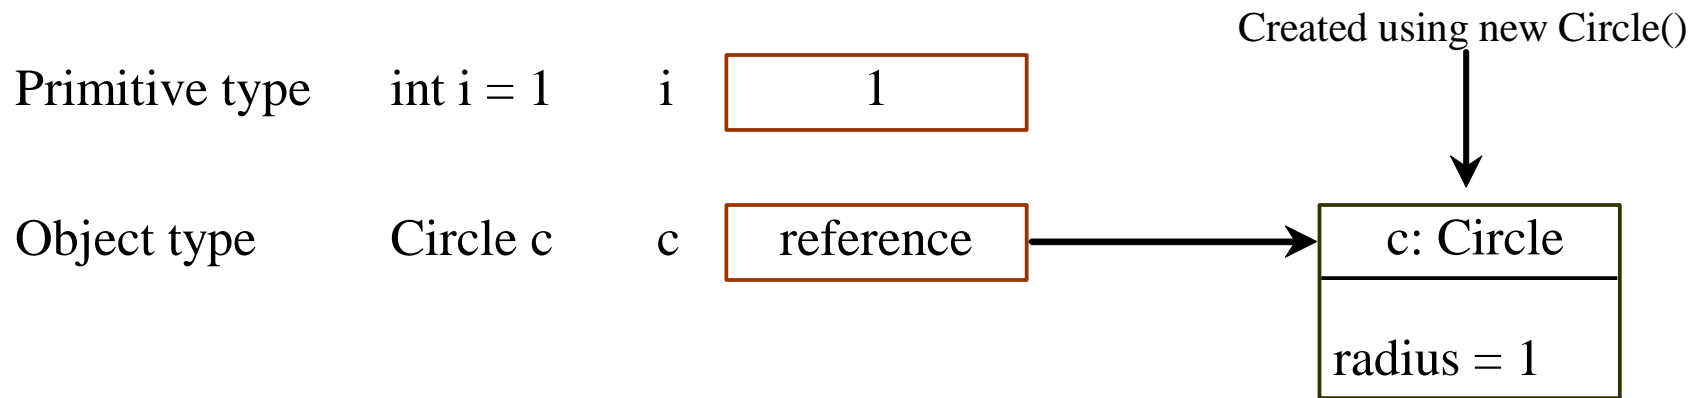 Created using new Circle()
Primitive type int i = 1 i 1
Object type Circle c c reference c: Circle
radius = 1